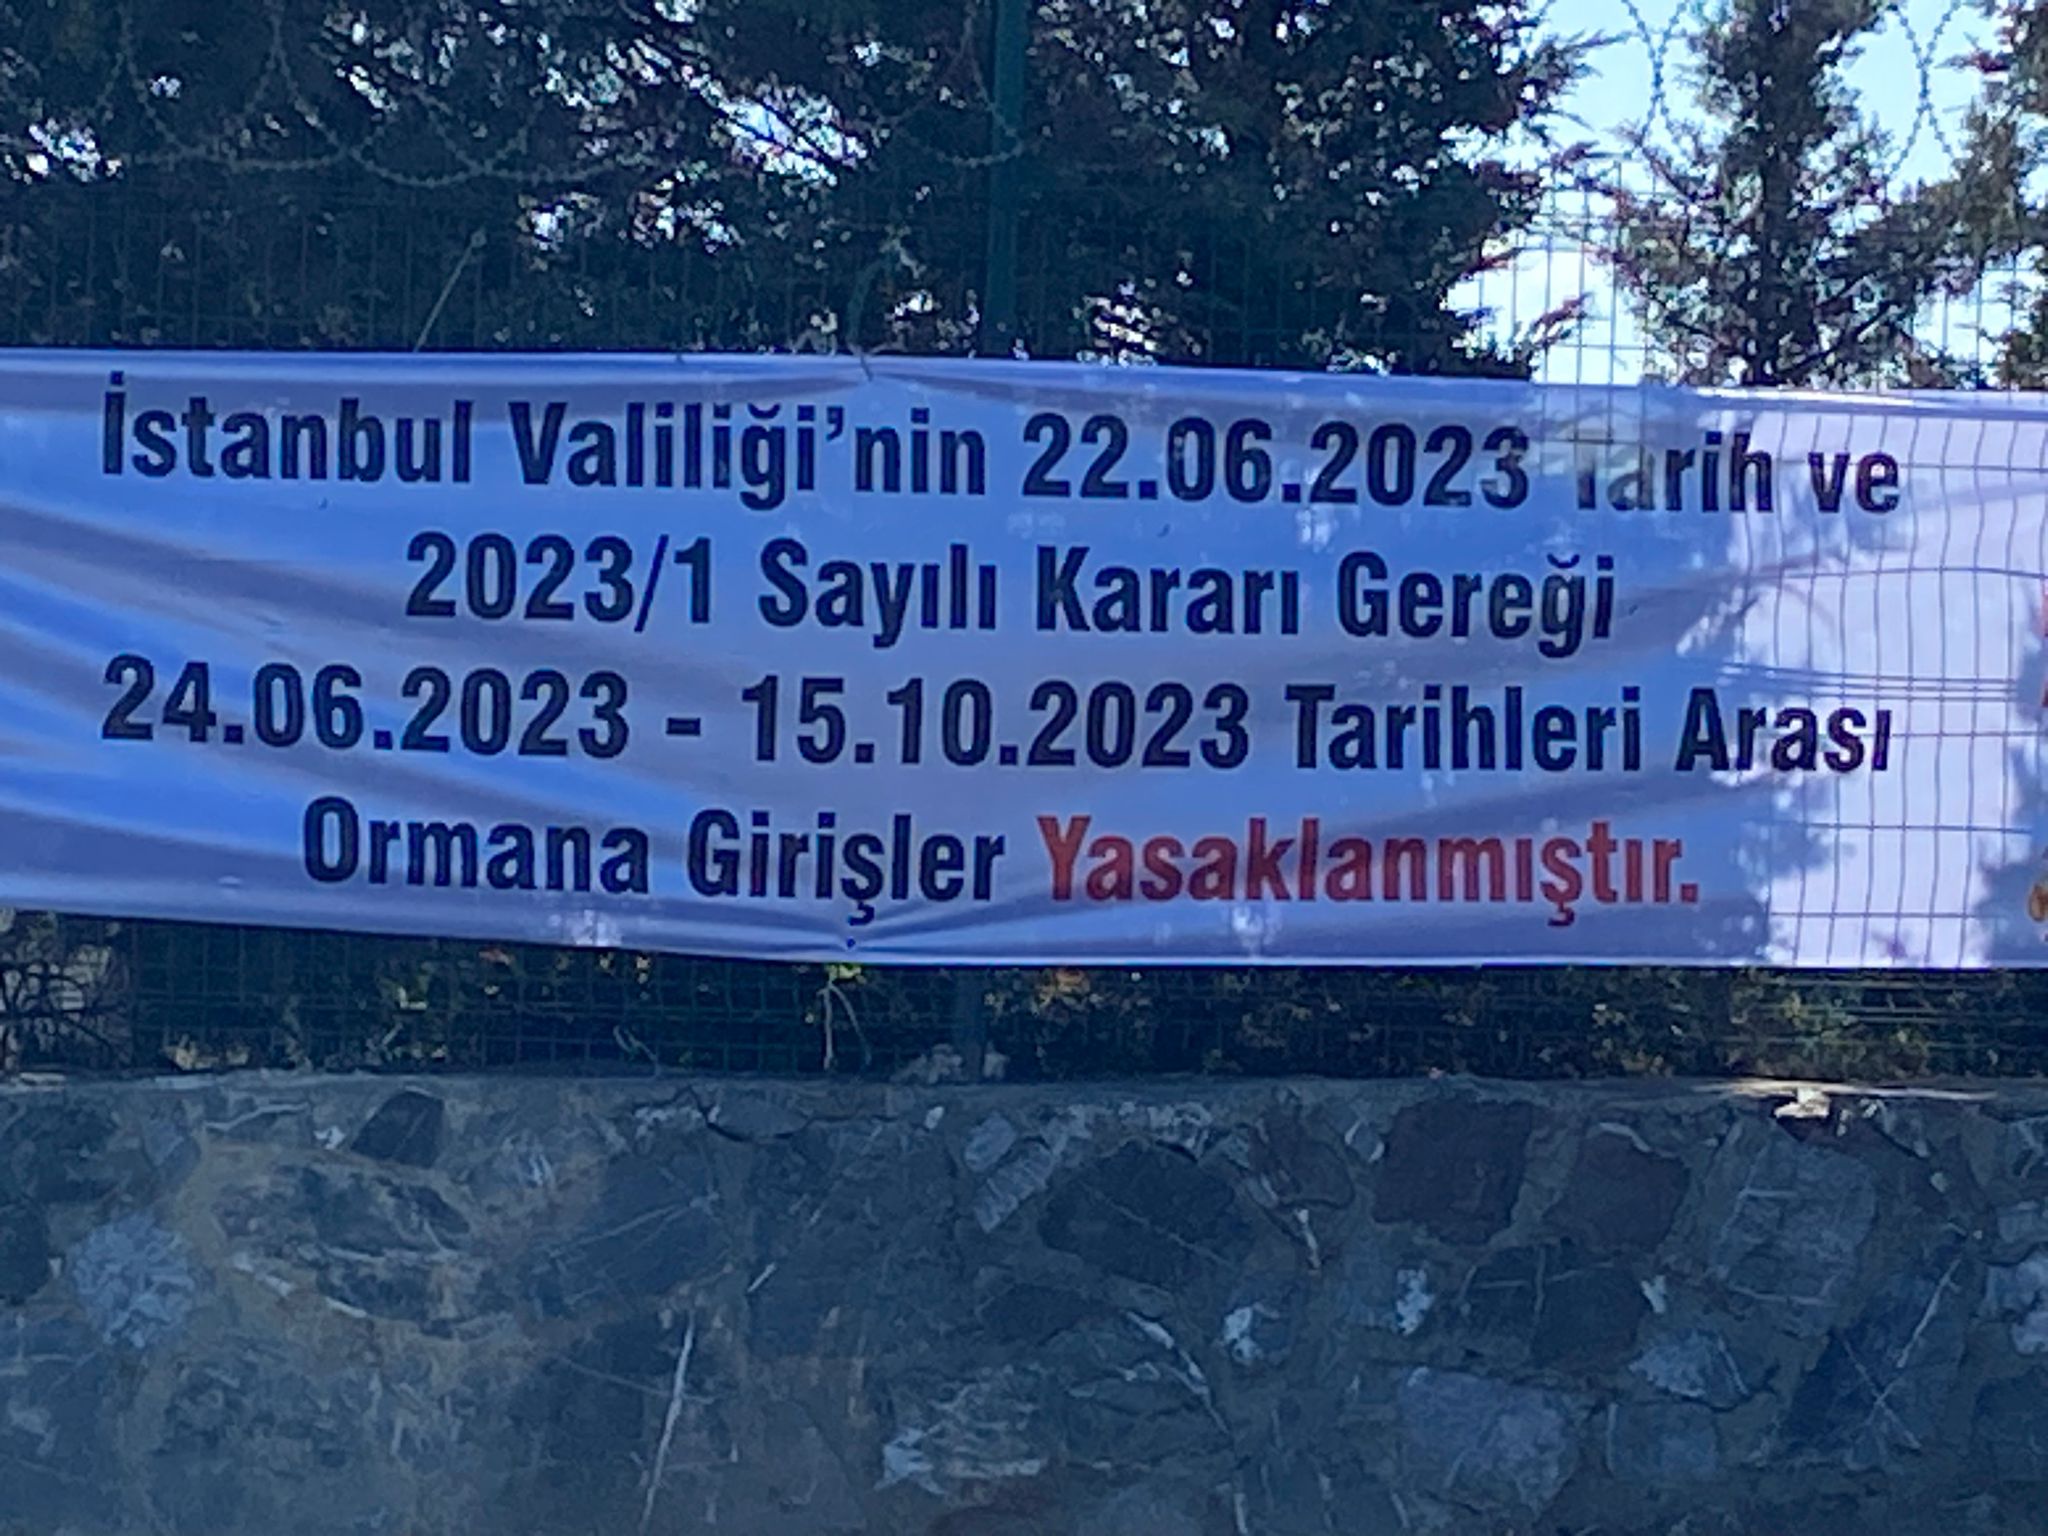 İstanbul Valiliği'nin 22.06.2023 Tarih ve
2023/1 Sayılı Kararı Gereği
24.06.2023 - 15.10.2023 Tarihleri Arası
Ormana Girişler Yasaklanmıştır.